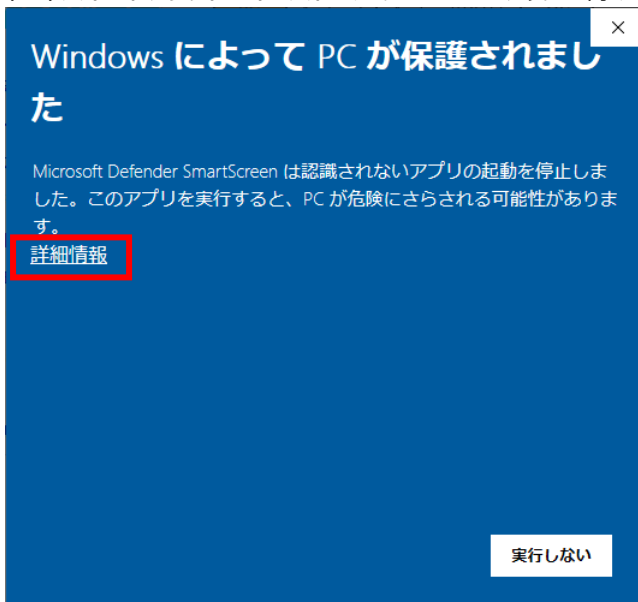 ×
Windows によって PC が保護されまし
た
Microsoft Defender SmartScreen は認識されないアプリの起動を停止しま
した。このアプリを実行すると、PC が危険にさらされる可能性がありま
す。
詳細情報
実行しない